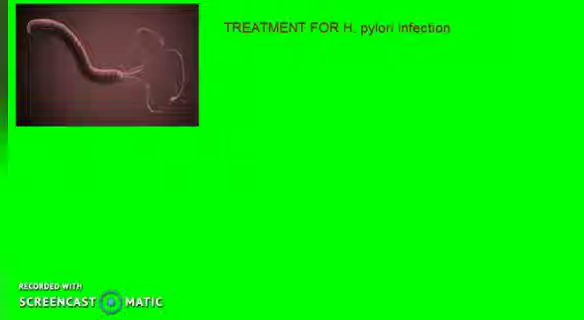 TREATMENT FOR H. pylori infection
RECORDED WITH
SCREENCAST MATIC